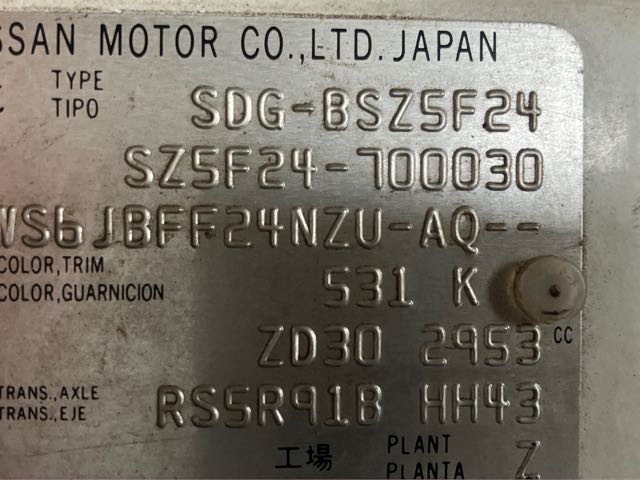 SSAN MOTOR CO.,LTD. JAPAN
TYPE
TIPO
SDG-BSZ5F24
SZ5F24-700030
WS6JBFF24NZU-AQ--
COLOR,TRIM
COLOR,GUARNICION
531 K
ZD30 2953 CC
TRANS.,AXLE
TRANS.,EJE
RS5R91B HH43
工場
PLANT
PLANTA
Z